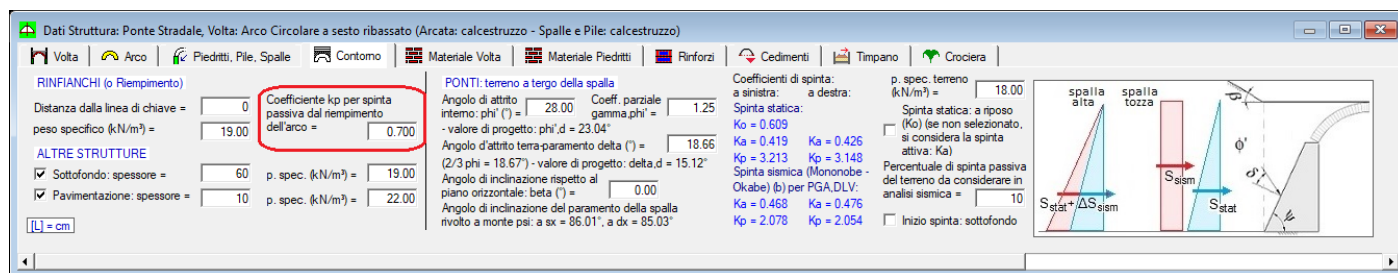 Dati Struttura: Ponte Stradale, Volta: Arco Circolare a sesto ribassato (Arcata: calcestruzzo - Spalle e Pile: calcestruzzo)
Volta Arco Piedritti, Pile, Spalle Contorno Materiale Volta Materiale Piedritti Rinforzi Cedimenti Timpano Crociera
RINFIANCHI (o Riempimento)
Distanza dalla linea di chiave = 0
peso specifico (kN/m³) = 19.00
Coefficiente kp per spinta
passiva dal riempimento
dell'arco = 0.700
ALTRE STRUTTURE
Sottofondo: spessore = 60 p. spec. (kN/m³) = 19.00
Pavimentazione: spessore = 10 p. spec. (kN/m³) = 22.00
[L] = cm
PONTI: terreno a tergo della spalla
Angolo di attrito Coeff. parziale
interno: phi' (°) = 28.00 gamma,phi' = 1.25
- valore di progetto: phi',d = 23.04°
Angolo d'attrito terra-paramento delta (°) = 18.66
(2/3 phi = 18.67°) - valore di progetto: delta,d = 15.12°
Angolo di inclinazione rispetto al
piano orizzontale: beta (°) = 0.00
Angolo di inclinazione del paramento della spalla
rivolto a monte psi: a sx = 86.01°, a dx = 85.03°
Coefficienti di spinta:
a sinistra: a destra:
Spinta statica:
Ko = 0.609
Ka = 0.419 Ka = 0.426
Kp = 3.213 Kp = 3.148
Spinta sismica (Mononobe -
Okabe) (b) per PGA,DLV:
Ka = 0.468 Ka = 0.476
Kp = 2.078 Kp = 2.054
p. spec. terreno
(kN/m³) = 18.00
Spinta statica: a riposo
(Ko) (se non selezionato,
si considera la spinta
attiva: Ka)
Percentuale di spinta passiva
del terreno da considerare in
analisi sismica = 10
Inizio spinta: sottofondo
spalla alta
spalla tozza
Sstat+ΔSsism
Ssism
Sstat
β
ϕ'
δ
ψ